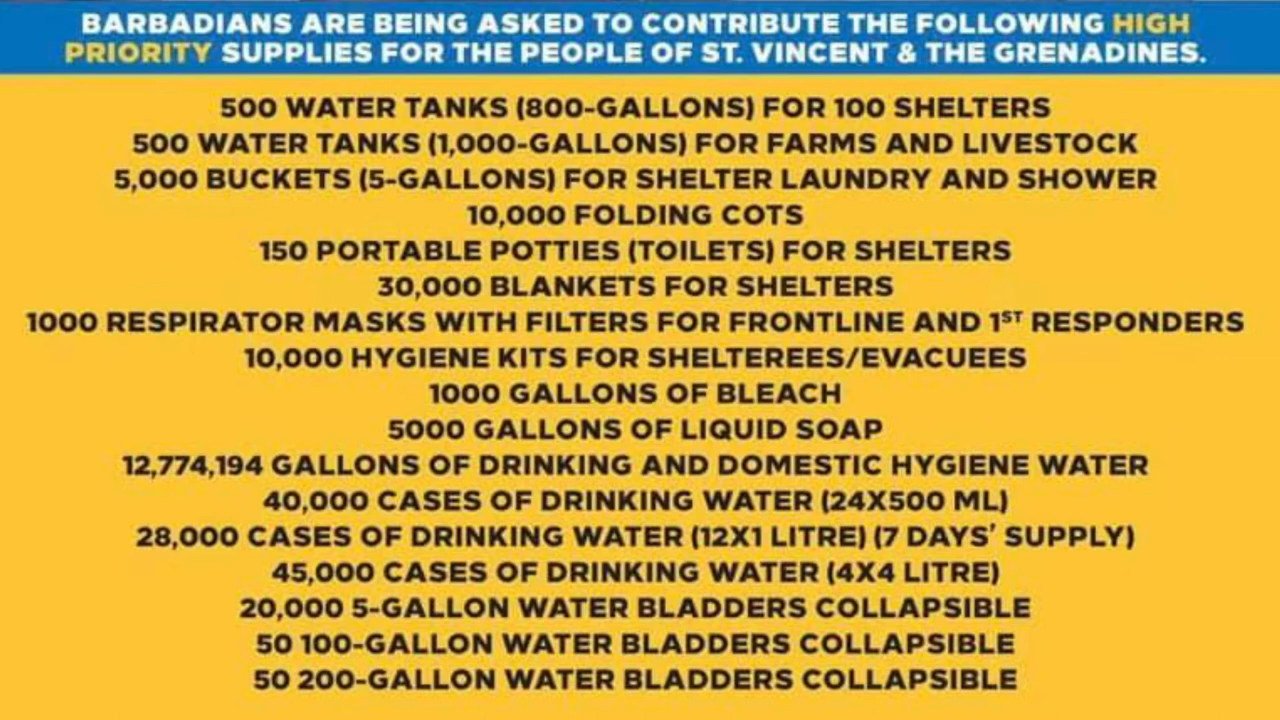 BARBADIANS ARE BEING ASKED TO CONTRIBUTE THE FOLLOWING HIGH
PRIORITY SUPPLIES FOR THE PEOPLE OF ST. VINCENT & THE GRENADINES.
500 WATER TANKS (800-GALLONS) FOR 100 SHELTERS
500 WATER TANKS (1,000-GALLONS) FOR FARMS AND LIVESTOCK
5,000 BUCKETS (5-GALLONS) FOR SHELTER LAUNDRY AND SHOWER
10,000 FOLDING COTS
150 PORTABLE POTTIES (TOILETS) FOR SHELTERS
30,000 BLANKETS FOR SHELTERS
1000 RESPIRATOR MASKS WITH FILTERS FOR FRONTLINE AND 1ST RESPONDERS
10,000 HYGIENE KITS FOR SHELTEREES/EVACUEES
1000 GALLONS OF BLEACH
5000 GALLONS OF LIQUID SOAP
12,774,194 GALLONS OF DRINKING AND DOMESTIC HYGIENE WATER
40,000 CASES OF DRINKING WATER (24X500 ML)
28,000 CASES OF DRINKING WATER (12X1 LITRE) (7 DAYS' SUPPLY)
45,000 CASES OF DRINKING WATER (4X4 LITRE)
20,000 5-GALLON WATER BLADDERS COLLAPSIBLE
50 100-GALLON WATER BLADDERS COLLAPSIBLE
50 200-GALLON WATER BLADDERS COLLAPSIBLE